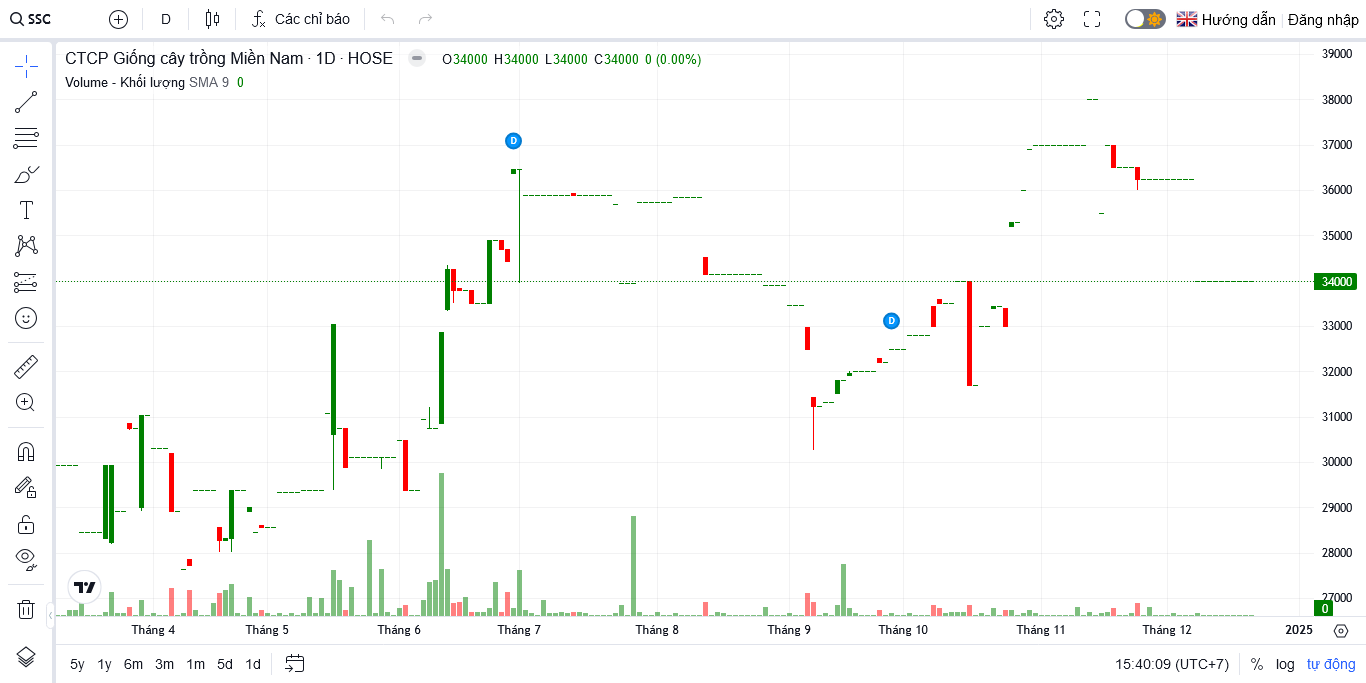 SSC D Các chỉ báo Hướng dẫn Đăng nhập
CTCP Giống cây trồng Miền Nam · 1D · HOSE O34000 H34000 L34000 C34000 0 (0.00%)
Volume - Khối lượng SMA 9 0
39000
38000
37000
36000
35000
34000
33000
32000
31000
30000
29000
28000
27000
0
D
D
Tháng 4 Tháng 5 Tháng 6 Tháng 7 Tháng 8 Tháng 9 Tháng 10 Tháng 11 Tháng 12 2025
5y 1y 6m 3m 1m 5d 1d 15:40:09 (UTC+7) % log tự động